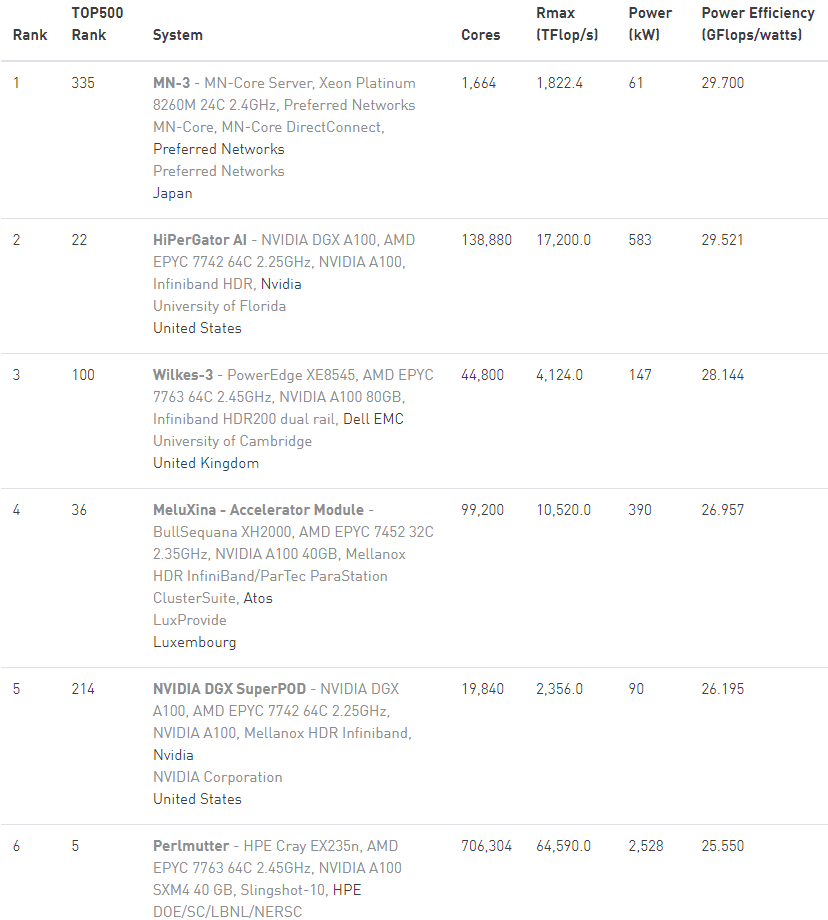 Rank TOP500 Rank System Cores Rmax (TFlop/s) Power (kW) Power Efficiency (GFlops/watts)
1 335 MN-3 - MN-Core Server, Xeon Platinum 1,664 1,822.4 61 29.700
8260M 24C 2.4GHz, Preferred Networks
MN-Core, MN-Core DirectConnect,
Preferred Networks
Preferred Networks
Japan
2 22 HiPerGator AI - NVIDIA DGX A100, AMD 138,880 17,200.0 583 29.521
EPYC 7742 64C 2.25GHz, NVIDIA A100,
Infiniband HDR, Nvidia
University of Florida
United States
3 100 Wilkes-3 - PowerEdge XE8545, AMD EPYC 44,800 4,124.0 147 28.144
7763 64C 2.45GHz, NVIDIA A100 80GB,
Infiniband HDR200 dual rail, Dell EMC
University of Cambridge
United Kingdom
4 36 MeluXina - Accelerator Module - 99,200 10,520.0 390 26.957
BullSequana XH2000, AMD EPYC 7452 32C
2.35GHz, NVIDIA A100 40GB, Mellanox
HDR InfiniBand/ParTec ParaStation
ClusterSuite, Atos
LuxProvide
Luxembourg
5 214 NVIDIA DGX SuperPOD - NVIDIA DGX 19,840 2,356.0 90 26.195
A100, AMD EPYC 7742 64C 2.25GHz,
NVIDIA A100, Mellanox HDR Infiniband,
Nvidia
NVIDIA Corporation
United States
6 5 Perlmutter - HPE Cray EX235n, AMD 706,304 64,590.0 2,528 25.550
EPYC 7763 64C 2.45GHz, NVIDIA A100
SXM4 40 GB, Slingshot-10, HPE
DOE/SC/LBNL/NERSC